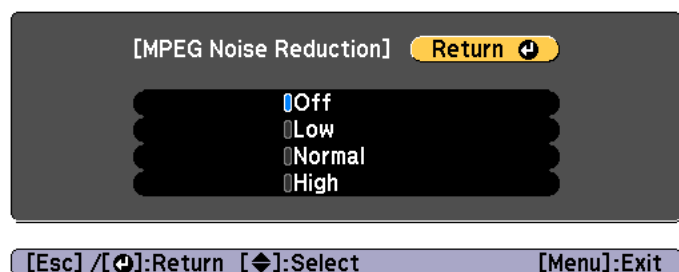 [MPEG Noise Reduction] Return
Off
Low
Normal
High
[Esc] /[ ]:Return [ ]:Select [Menu]:Exit